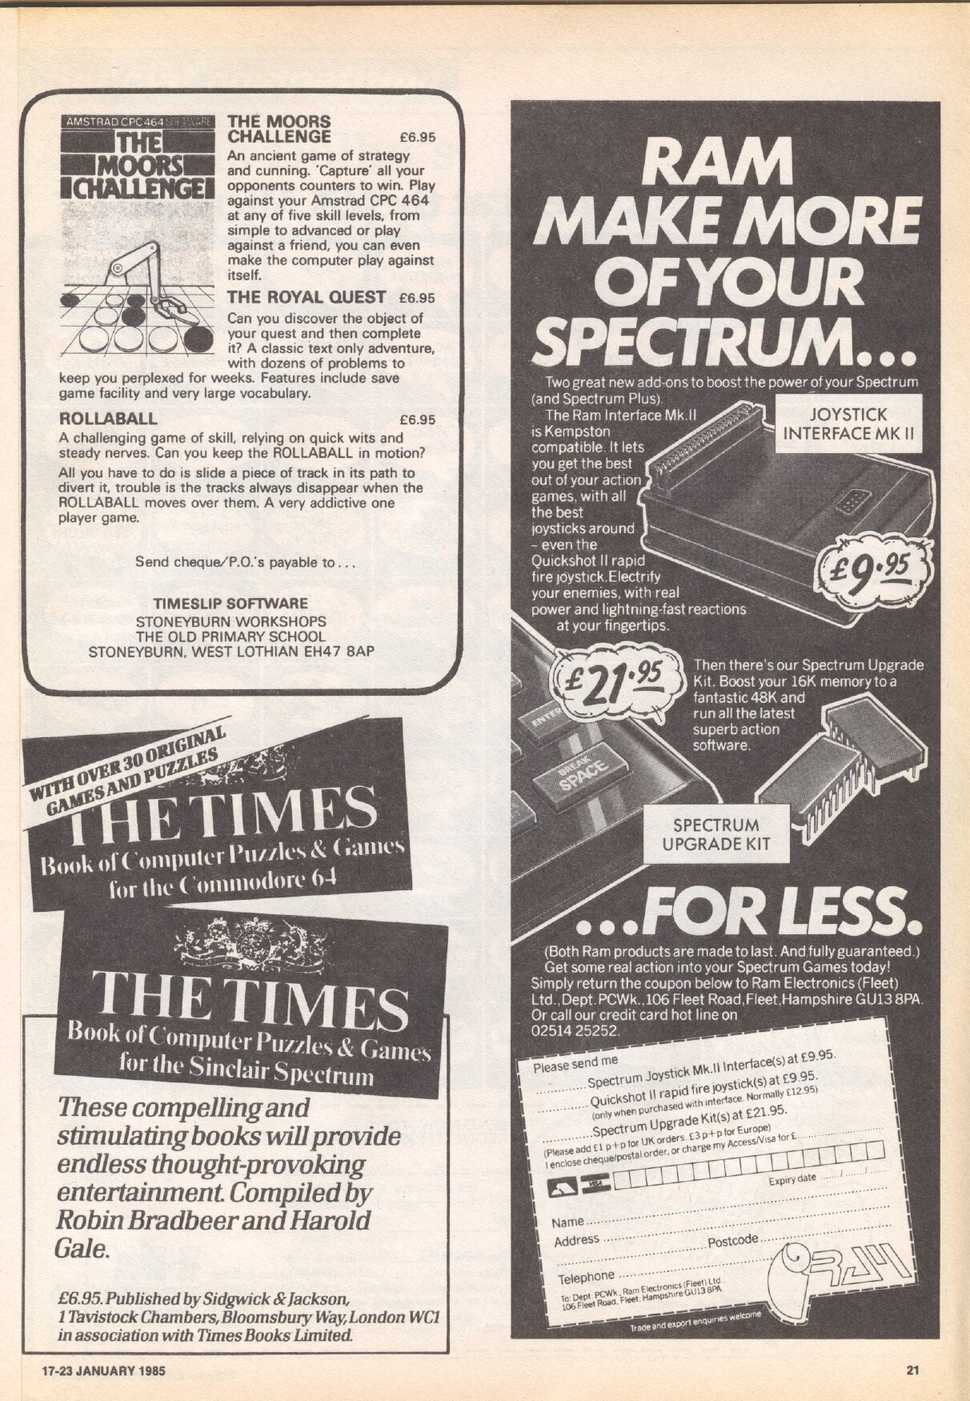 AMSTRAD CPC 464 SOFTWARE
THE
MOORS
CHALLENGE
THE MOORS
CHALLENGE £6.95
An ancient game of strategy
and cunning. 'Capture' all your
opponents counters to win. Play
against your Amstrad CPC 464
at any of five skill levels, from
simple to advanced or play
against a friend, you can even
make the computer play against
itself.
THE ROYAL QUEST £6.95
Can you discover the object of
your quest and then complete
it? A classic text only adventure,
with dozens of problems to
keep you perplexed for weeks. Features include save
game facility and very large vocabulary.
ROLLABALL £6.95
A challenging game of skill, relying on quick wits and
steady nerves. Can you keep the ROLLABALL in motion?
All you have to do is slide a piece of track in its path to
divert it, trouble is the tracks always disappear when the
ROLLABALL moves over them. A very addictive one
player game.
Send cheque/P.O.'s payable to ...
TIMESLIP SOFTWARE
STONEYBURN WORKSHOPS
THE OLD PRIMARY SCHOOL
STONEYBURN, WEST LOTHIAN EH47 8AP
WITH OVER 30 ORIGINAL
GAMES AND PUZZLES
THE TIMES
Book of Computer Puzzles & Games
for the Commodore 64
THE TIMES
Book of Computer Puzzles & Games
for the Sinclair Spectrum
These compelling and
stimulating books will provide
endless thought-provoking
entertainment. Compiled by
Robin Bradbeer and Harold
Gale.
£6.95. Published by Sidgwick & Jackson,
1 Tavistock Chambers, Bloomsbury Way, London WC1
in association with Times Books Limited.
RAM
MAKE MORE
OF YOUR
SPECTRUM...
Two great new add-ons to boost the power of your Spectrum
(and Spectrum Plus).
The Ram Interface Mk.II
is Kempston
compatible. It lets
you get the best
out of your action
games, with all
the best
joysticks around
– even the
Quickshot II rapid
fire joystick. Electrify
your enemies, with real
power and lightning-fast reactions
at your fingertips.
JOYSTICK
INTERFACE MK II
£9.95
£21.95
Then there's our Spectrum Upgrade
Kit. Boost your 16K memory to a
fantastic 48K and
run all the latest
superb action
software.
ENTER
BREAK
SPACE
SPECTRUM
UPGRADE KIT
...FOR LESS.
(Both Ram products are made to last. And fully guaranteed.)
Get some real action into your Spectrum Games today!
Simply return the coupon below to Ram Electronics (Fleet)
Ltd., Dept. PCWk., 106 Fleet Road, Fleet, Hampshire GU13 8PA.
Or call our credit card hot line on
02514 25252.
Please send me
............Spectrum Joystick Mk.II Interface(s) at £9.95.
............Quickshot II rapid fire joystick(s) at £9.95.
(only when purchased with interface. Normally £12.95)
............Spectrum Upgrade Kit(s) at £21.95.
(Please add £1 p+p for UK orders. £3 p+p for Europe)
I enclose cheque/postal order, or charge my Access/Visa for £
VISA
Expiry date ....../....../......
Name
Address
Postcode
Telephone
To: Dept. PCWk., Ram Electronics (Fleet) Ltd.
106 Fleet Road, Fleet, Hampshire GU13 8PA
RAM
Trade and export enquiries welcome
17-23 JANUARY 1985 21